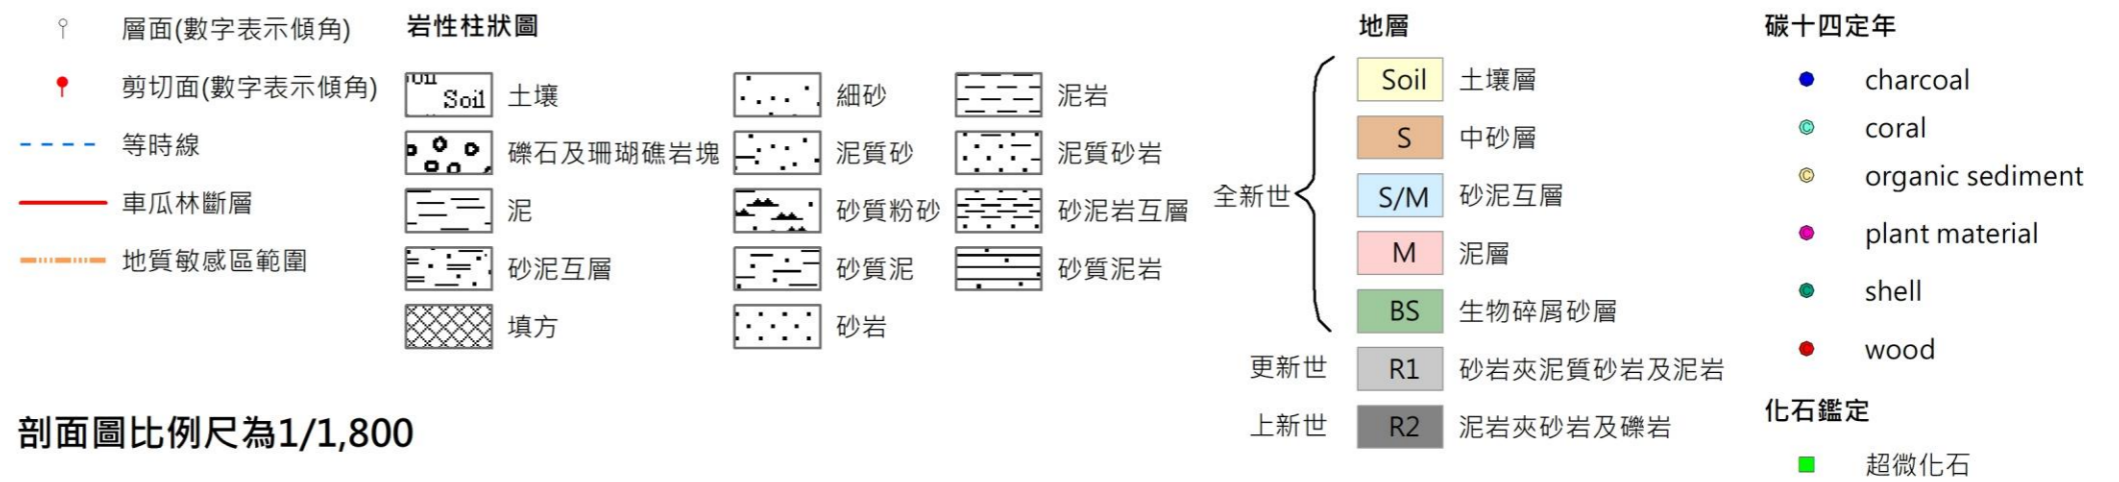 層面(數字表示傾角)
剪切面(數字表示傾角)
等時線
車瓜林斷層
地質敏感區範圍
剖面圖比例尺為1/1,800
岩性柱狀圖
Soil 土壤
礫石及珊瑚礁岩塊
泥
砂泥互層
填方
細砂
泥質砂
砂質粉砂
砂質泥
砂岩
泥岩
泥質砂岩
砂泥岩互層
砂質泥岩
地層
全新世
Soil 土壤層
S 中砂層
S/M 砂泥互層
M 泥層
BS 生物碎屑砂層
更新世 R1 砂岩夾泥質砂岩及泥岩
上新世 R2 泥岩夾砂岩及礫岩
碳十四定年
charcoal
C coral
C organic sediment
plant material
C shell
wood
化石鑑定
超微化石